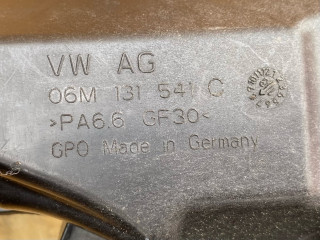 VW AG
06M 131 541 C
>PA6.6 GF30<
GPO Made in Germany